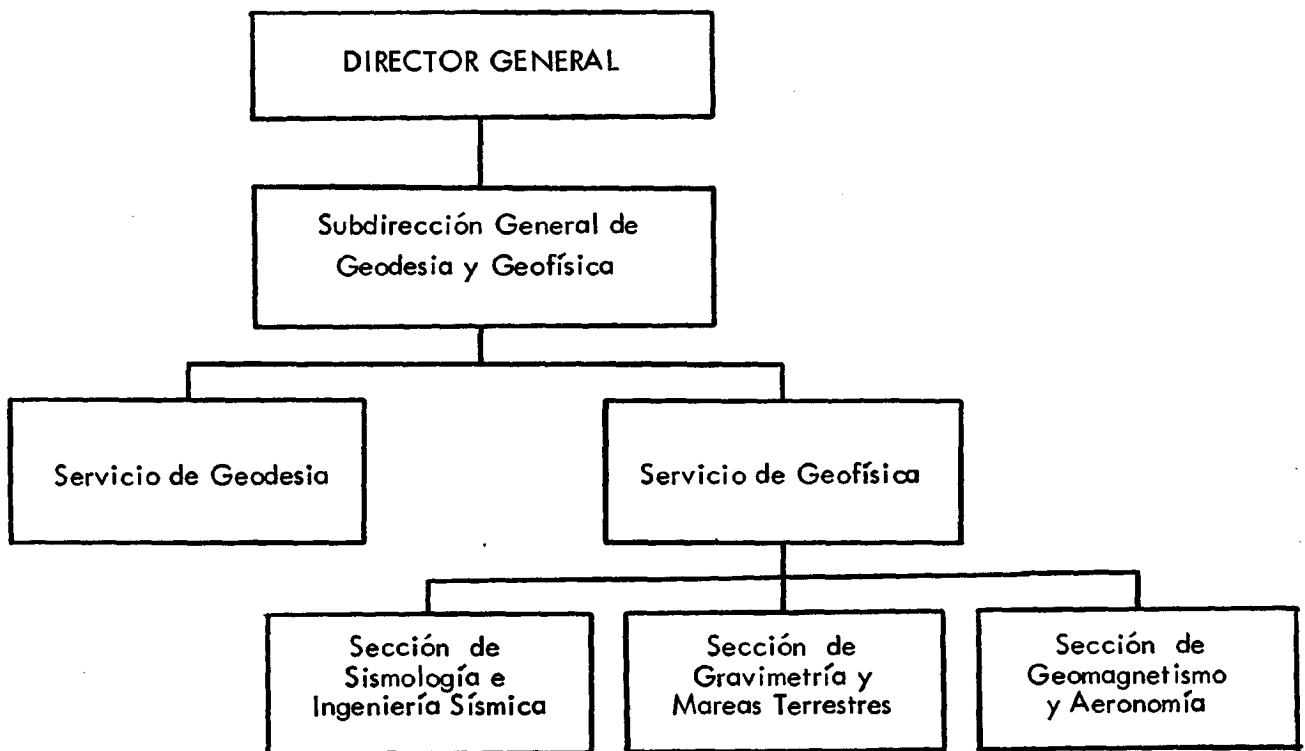 DIRECTOR GENERAL
Subdirección General de
Geodesia y Geofísica
Servicio de Geodesia
Servicio de Geofísica
Sección de
Sismología e
Ingeniería Sísmica
Sección de
Gravimetría y
Mareas Terrestres
Sección de
Geomagnetismo
y Aeronomía